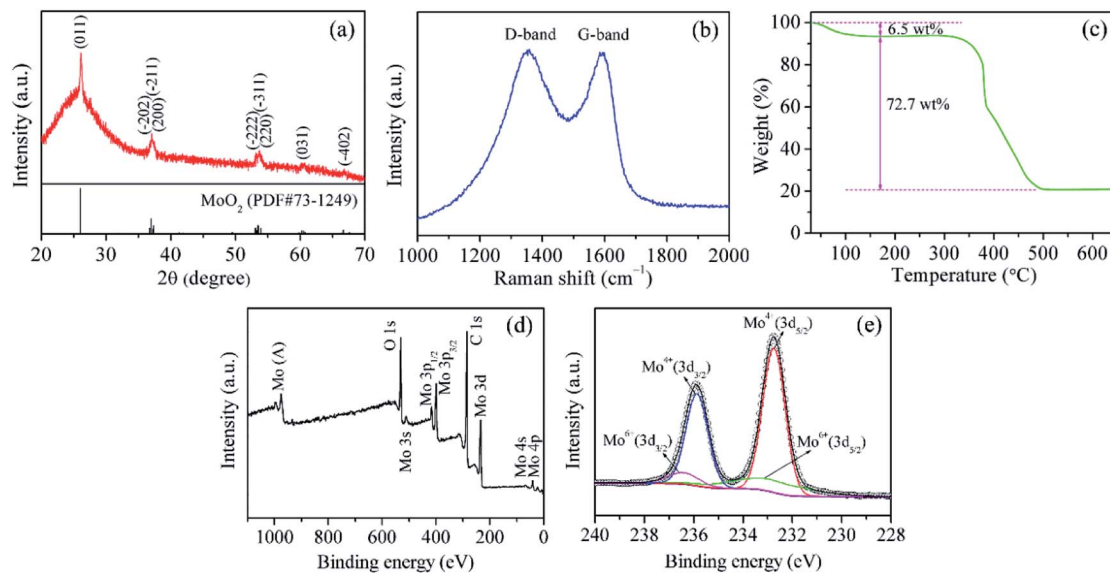 (a)
Intensity (a.u.)
(011)
(-202)(-211)
(200)
(-222)(-311)
(220)
(031)
(-402)
MoO₂ (PDF#73-1249)
20 30 40 50 60 70
2θ (degree)
(b)
Intensity (a.u.)
D-band G-band
1000 1200 1400 1600 1800 2000
Raman shift (cm⁻¹)
(c)
Weight (%)
100
80
60
40
20
0
6.5 wt%
72.7 wt%
100 200 300 400 500 600
Temperature (°C)
(d)
Intensity (a.u.)
Mo (A)
O 1s
Mo 3s
Mo 3p₁/₂
Mo 3p₃/₂
C 1s
Mo 3d
Mo 4s
Mo 4p
1000 800 600 400 200 0
Binding energy (eV)
(e)
Intensity (a.u.)
Mo⁴⁺(3d₅/₂)
Mo⁴⁺(3d₃/₂)
Mo⁶⁺(3d₃/₂)
Mo⁶⁺(3d₅/₂)
240 238 236 234 232 230 228
Binding energy (eV)